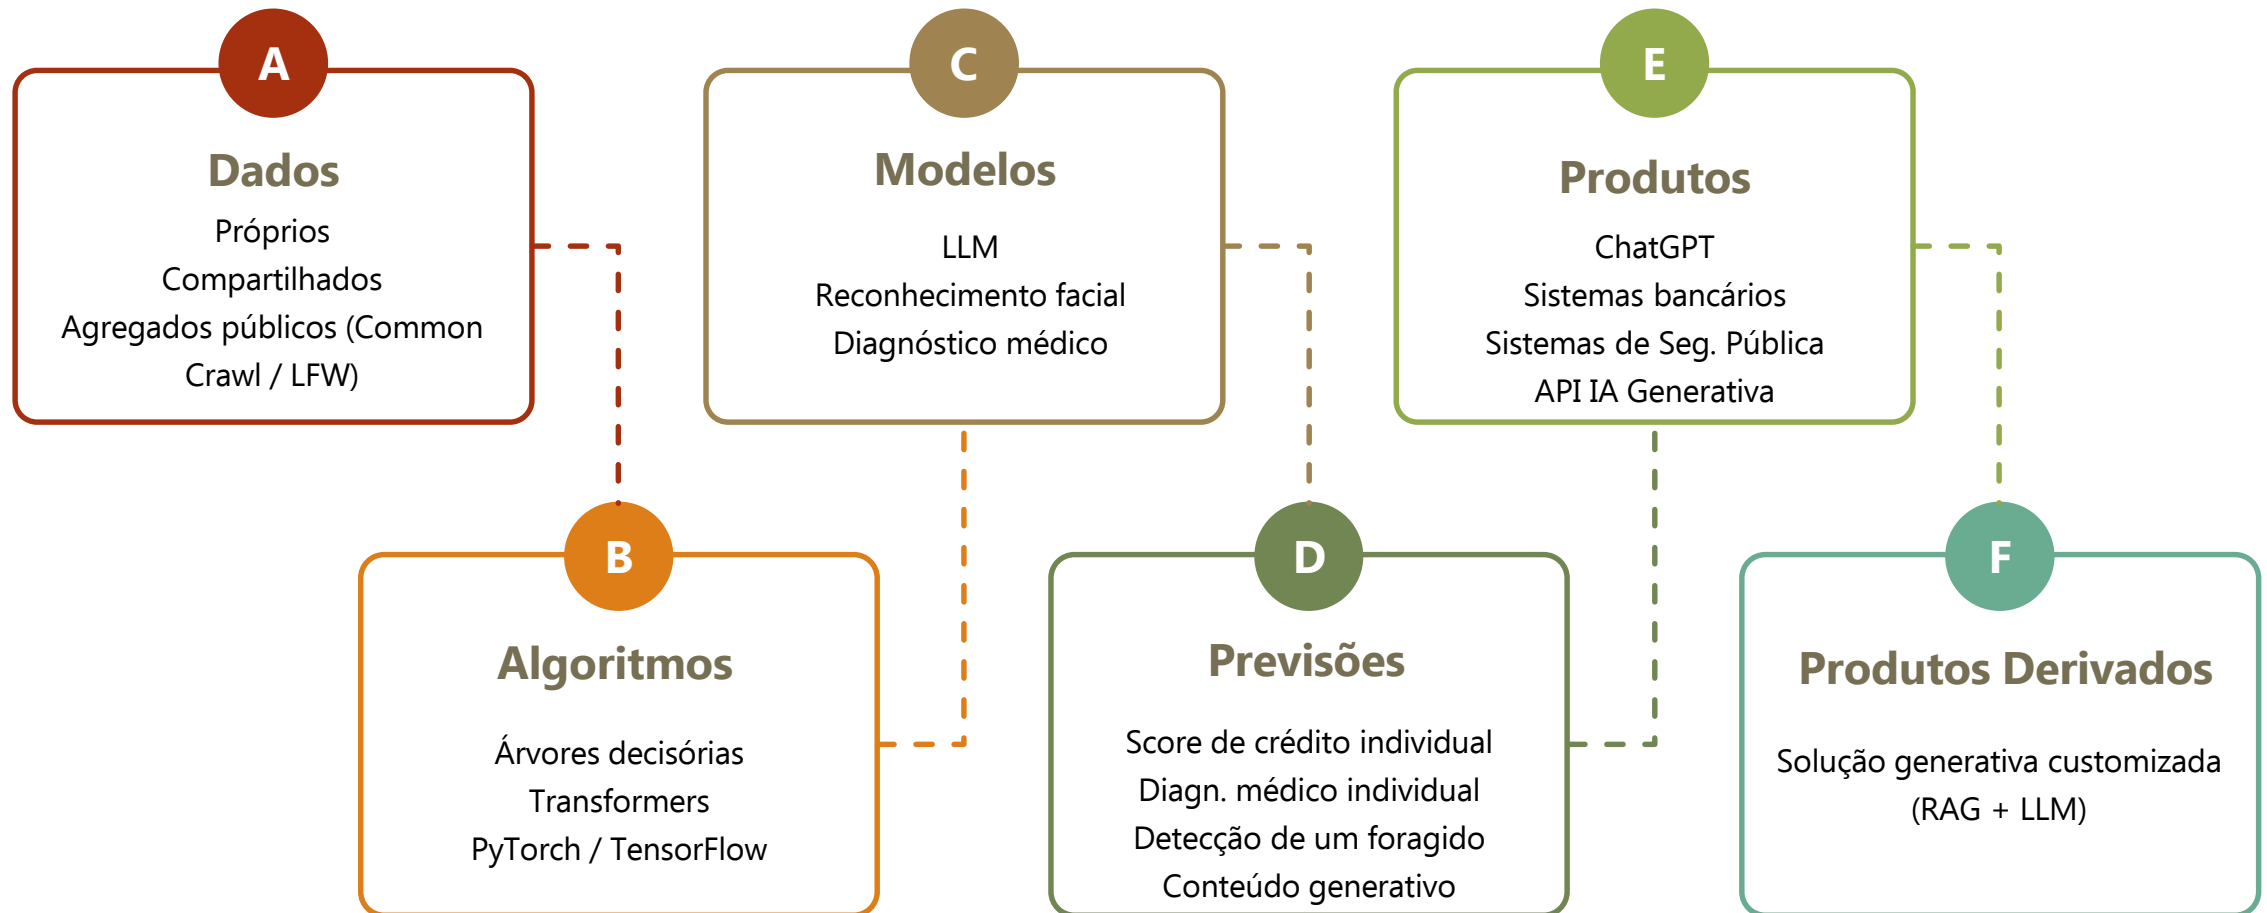 A
Dados
Próprios
Compartilhados
Agregados públicos (Common
Crawl / LFW)
B
Algoritmos
Árvores decisórias
Transformers
PyTorch / TensorFlow
C
Modelos
LLM
Reconhecimento facial
Diagnóstico médico
D
Previsões
Score de crédito individual
Diagn. médico individual
Detecção de um foragido
Conteúdo generativo
E
Produtos
ChatGPT
Sistemas bancários
Sistemas de Seg. Pública
API IA Generativa
F
Produtos Derivados
Solução generativa customizada
(RAG + LLM)